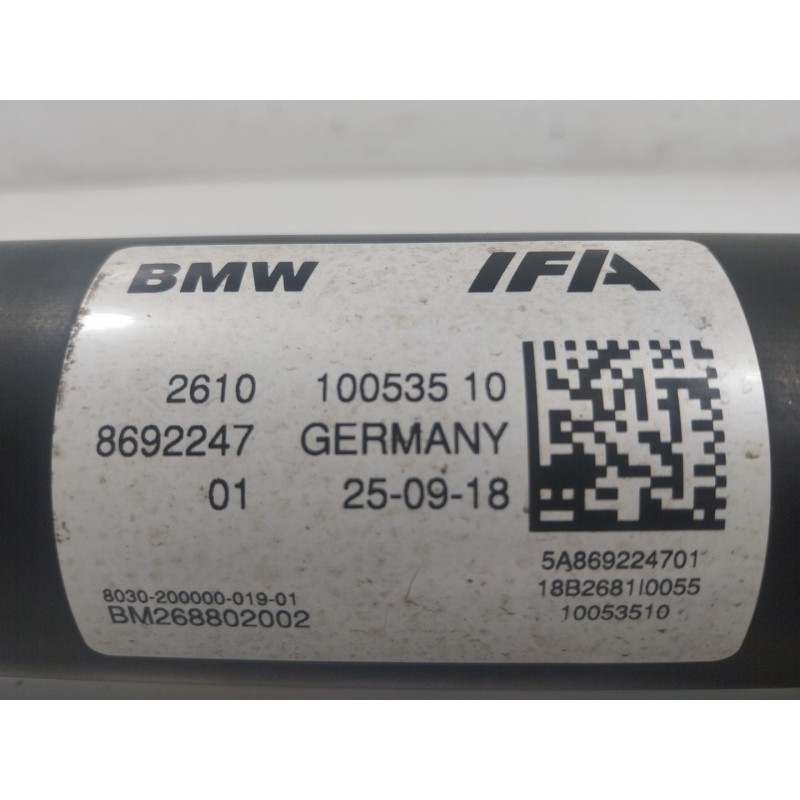 BMW IFA
2610 100535 10
8692247 GERMANY
01 25-09-18
5A869224701
18B2681I0055
10053510
8030-200000-019-01
BM268802002